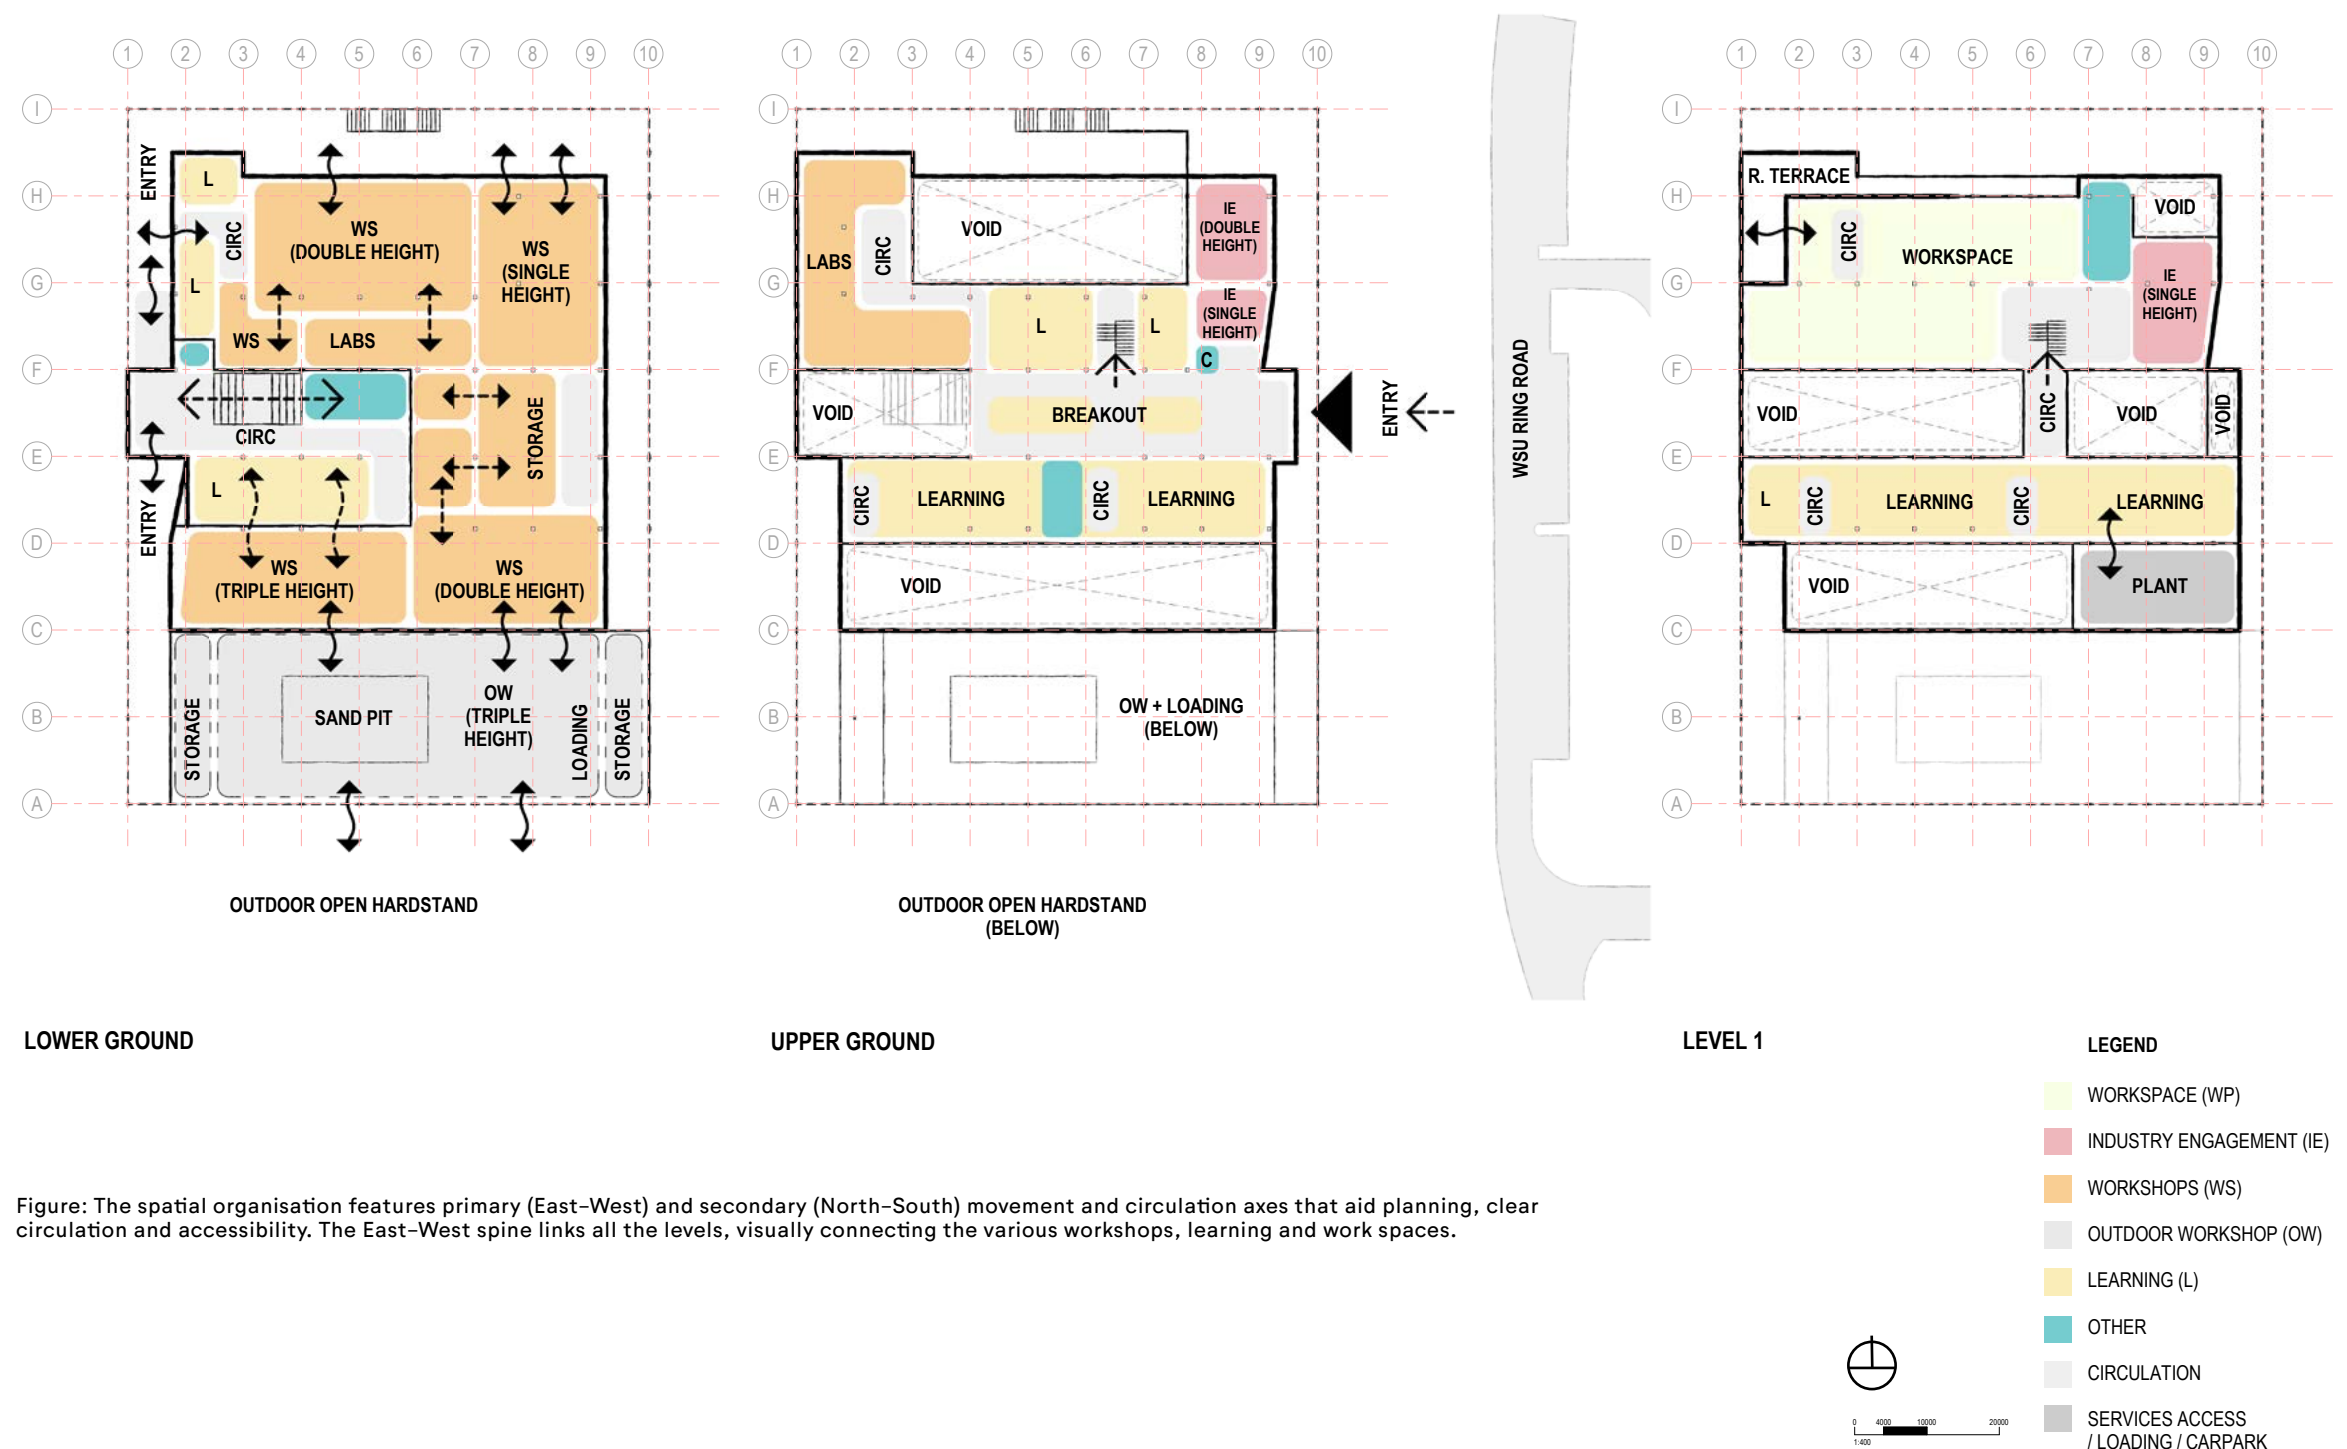 1 2 3 4 5 6 7 8 9 10
I
H
G
F
E
D
C
B
A
ENTRY
L
CIRC
WS
(DOUBLE HEIGHT)
WS
(SINGLE
HEIGHT)
L
WS
LABS
CIRC
STORAGE
L
ENTRY
WS
(TRIPLE HEIGHT)
WS
(DOUBLE HEIGHT)
STORAGE
SAND PIT
OW
(TRIPLE
HEIGHT)
LOADING
STORAGE
OUTDOOR OPEN HARDSTAND
LOWER GROUND
1 2 3 4 5 6 7 8 9 10
I
H
G
F
E
D
C
B
A
LABS
CIRC
VOID
IE
(DOUBLE
HEIGHT)
IE
(SINGLE
HEIGHT)
L
L
C
VOID
BREAKOUT
ENTRY
CIRC
LEARNING
CIRC
LEARNING
VOID
OW + LOADING
(BELOW)
OUTDOOR OPEN HARDSTAND
(BELOW)
UPPER GROUND
WSU RING ROAD
1 2 3 4 5 6 7 8 9 10
I
H
G
F
E
D
C
B
A
R. TERRACE
VOID
CIRC
WORKSPACE
IE
(SINGLE
HEIGHT)
VOID
CIRC
VOID
VOID
L
CIRC
LEARNING
CIRC
LEARNING
VOID
PLANT
LEVEL 1
LEGEND
WORKSPACE (WP)
INDUSTRY ENGAGEMENT (IE)
WORKSHOPS (WS)
OUTDOOR WORKSHOP (OW)
LEARNING (L)
OTHER
CIRCULATION
SERVICES ACCESS
/ LOADING / CARPARK
Figure: The spatial organisation features primary (East–West) and secondary (North–South) movement and circulation axes that aid planning, clear
circulation and accessibility. The East–West spine links all the levels, visually connecting the various workshops, learning and work spaces.
0 4000 10000 20000
1:400